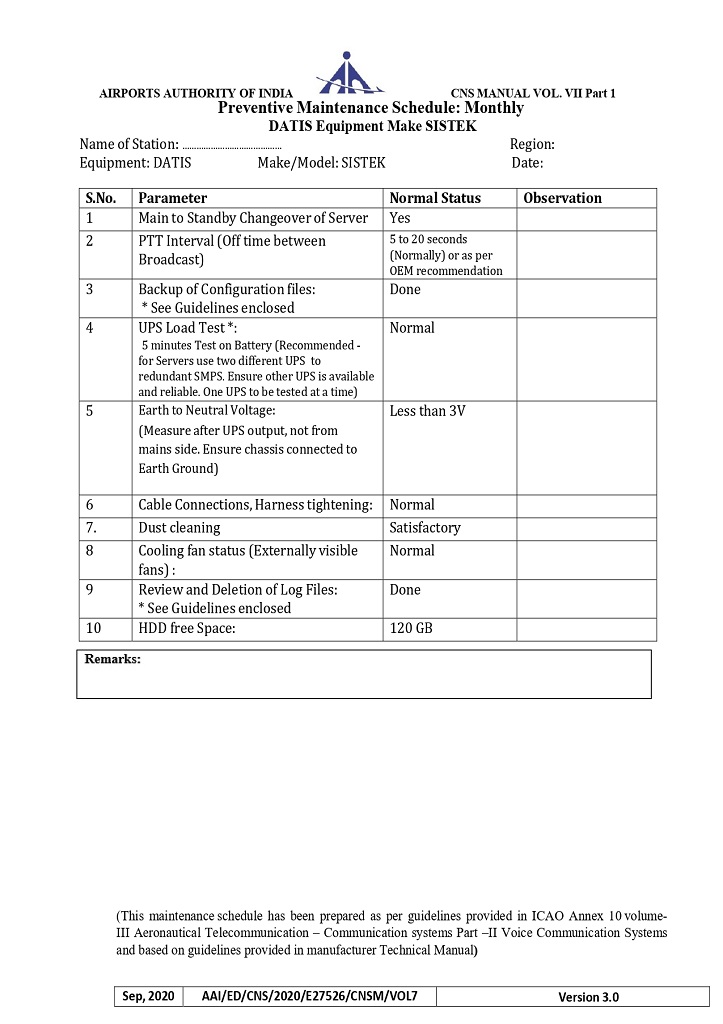 AIRPORTS AUTHORITY OF INDIA CNS MANUAL VOL. VII Part 1
Preventive Maintenance Schedule: Monthly
DATIS Equipment Make SISTEK
Name of Station: .......................................... Region:
Equipment: DATIS Make/Model: SISTEK Date:
S.No. Parameter Normal Status Observation
1 Main to Standby Changeover of Server Yes
2 PTT Interval (Off time between
Broadcast)
5 to 20 seconds
(Normally) or as per
OEM recommendation
3 Backup of Configuration files: Done
* See Guidelines enclosed
4 UPS Load Test *: Normal
5 minutes Test on Battery (Recommended -
for Servers use two different UPS to
redundant SMPS. Ensure other UPS is available
and reliable. One UPS to be tested at a time)
5 Earth to Neutral Voltage: Less than 3V
(Measure after UPS output, not from
mains side. Ensure chassis connected to
Earth Ground)
6 Cable Connections, Harness tightening: Normal
7. Dust cleaning Satisfactory
8 Cooling fan status (Externally visible Normal
fans) :
9 Review and Deletion of Log Files: Done
* See Guidelines enclosed
10 HDD free Space: 120 GB
Remarks:
(This maintenance schedule has been prepared as per guidelines provided in ICAO Annex 10 volume-
III Aeronautical Telecommunication – Communication systems Part –II Voice Communication Systems
and based on guidelines provided in manufacturer Technical Manual)
Sep, 2020 AAI/ED/CNS/2020/E27526/CNSM/VOL7 Version 3.0